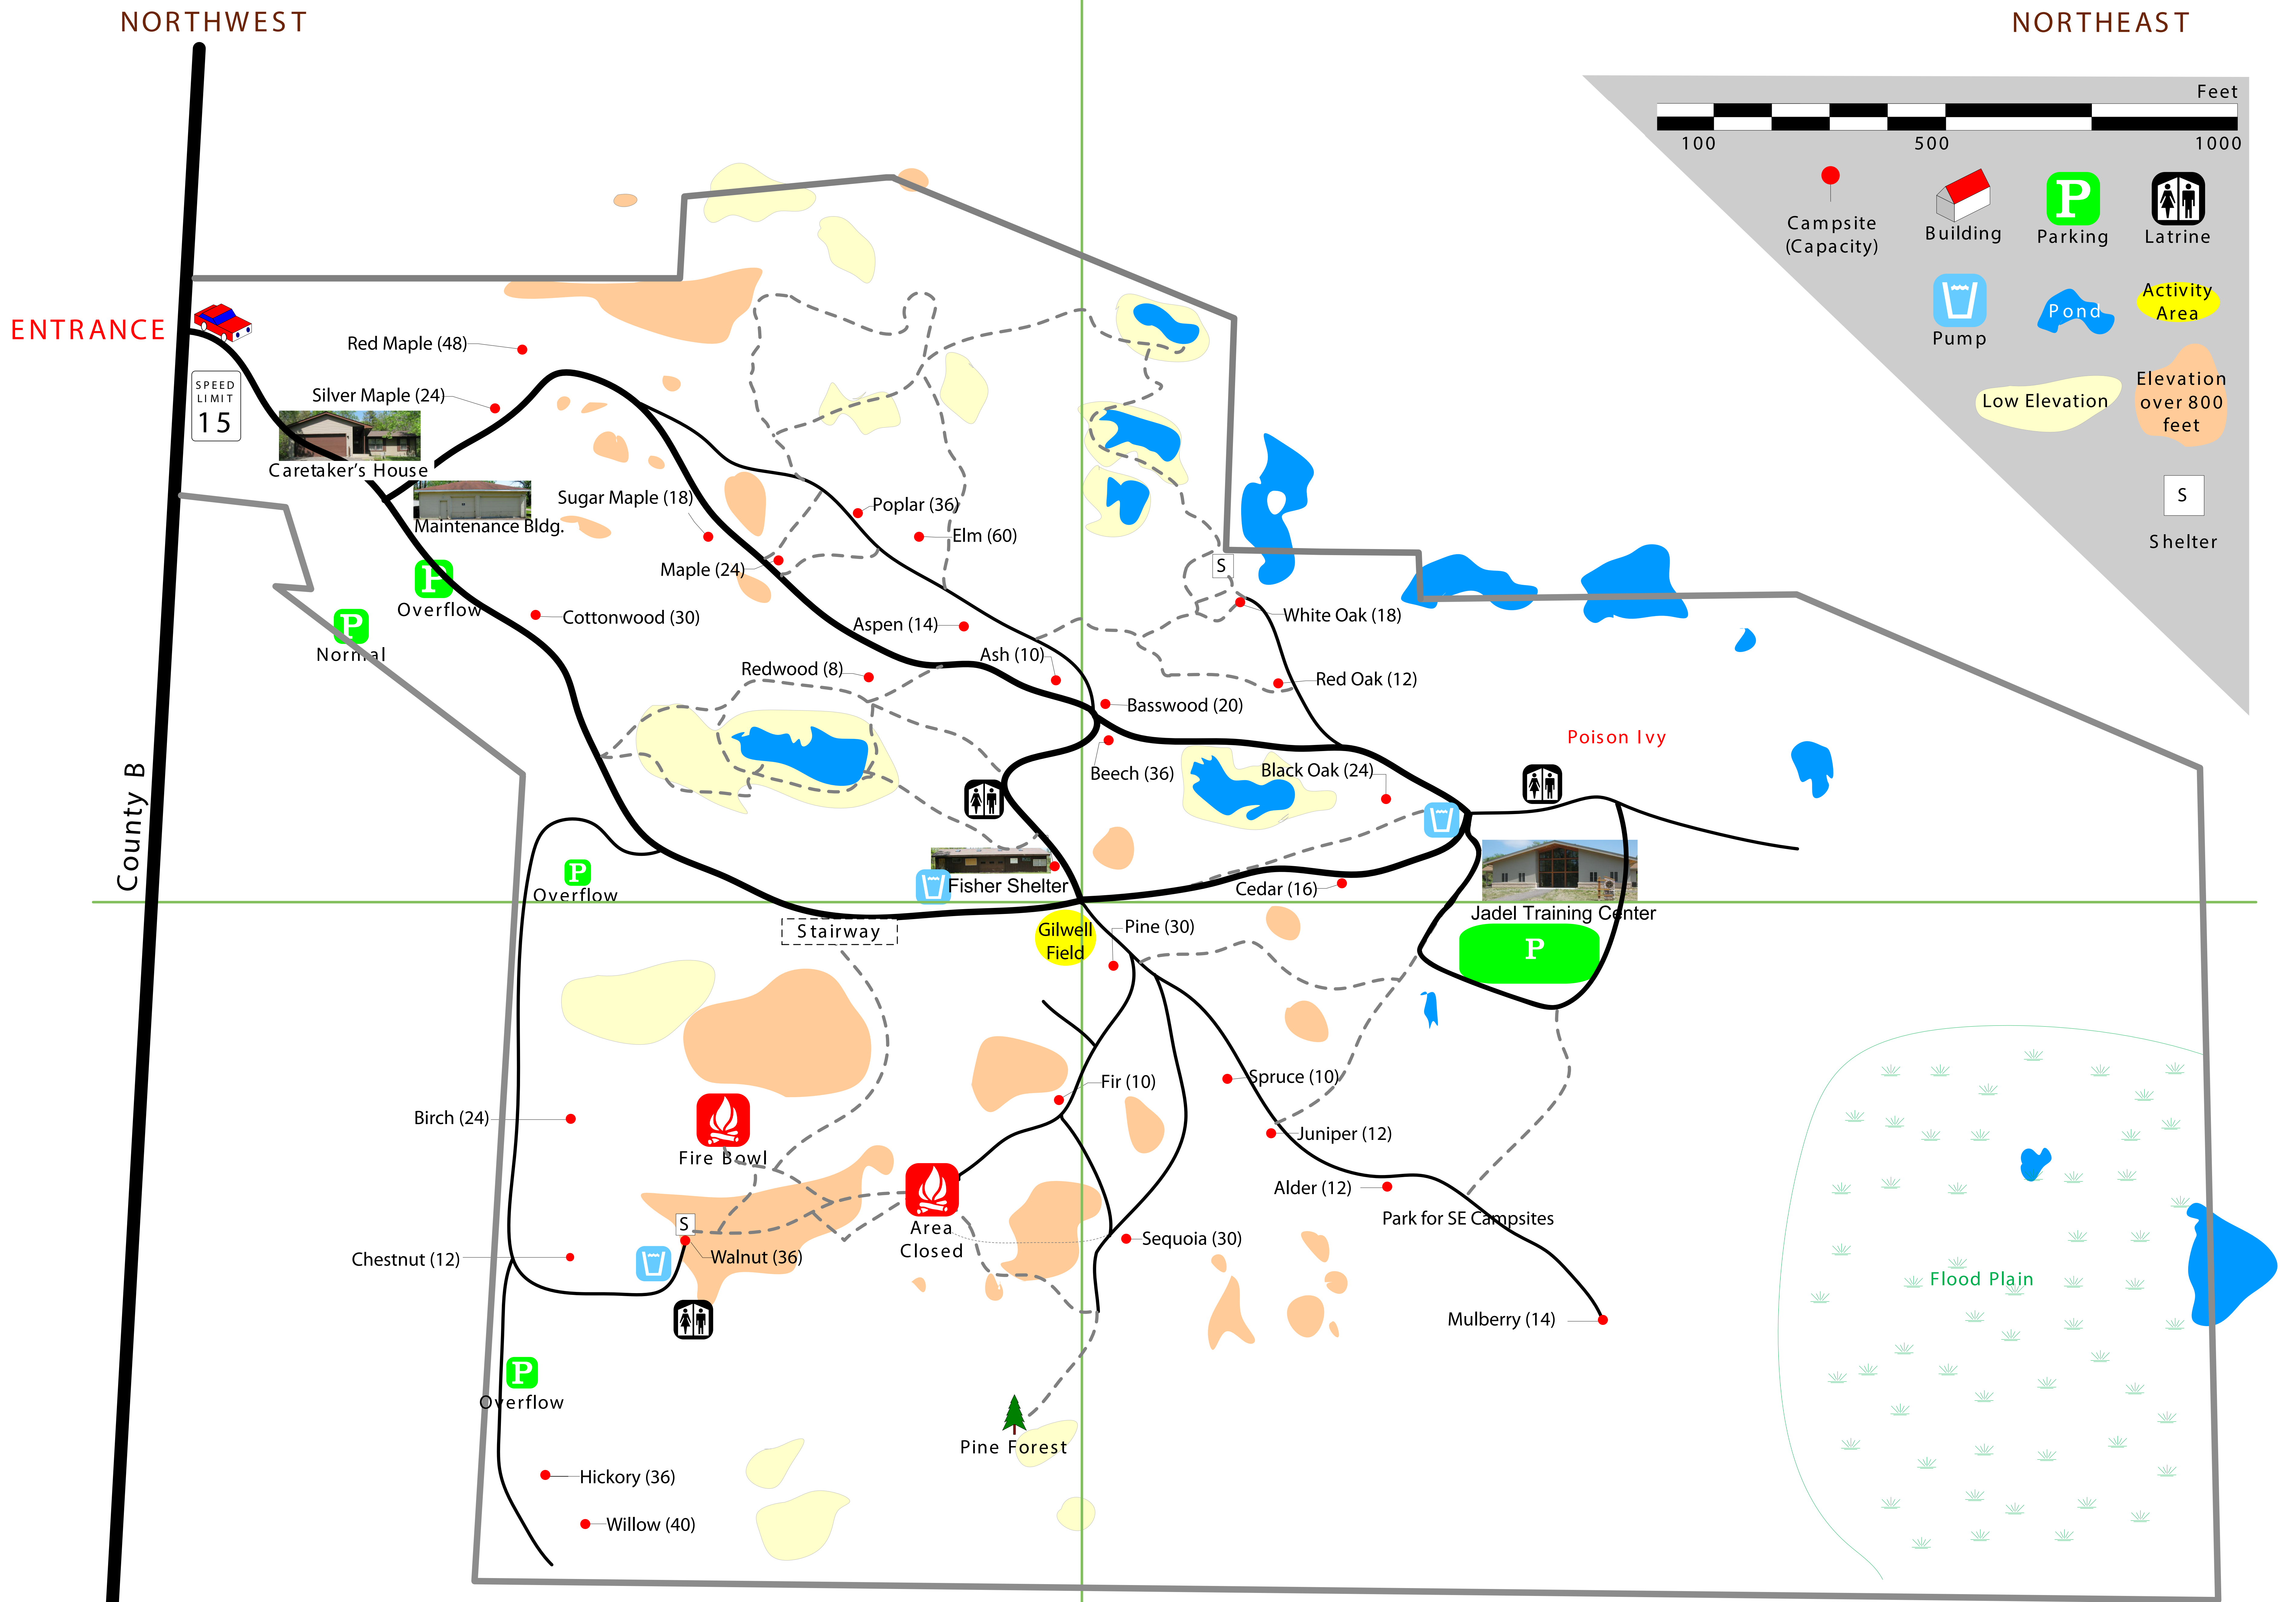 NORTHWEST
NORTHEAST
Feet
100 500 1000
Campsite
(Capacity)
Building
Parking
Latrine
Pump
Pond
Activity
Area
Low Elevation
Elevation
over 800
feet
S
Shelter
ENTRANCE
SPEED
LIMIT
15
County B
Red Maple (48)
Silver Maple (24)
Caretaker's House
Maintenance Bldg.
Sugar Maple (18)
Poplar (36)
Elm (60)
Maple (24)
P
Overflow
P
Normal
Cottonwood (30)
Aspen (14)
Ash (10)
Redwood (8)
S
White Oak (18)
Red Oak (12)
Basswood (20)
Beech (36)
Black Oak (24)
Poison Ivy
P
Overflow
Fisher Shelter
Cedar (16)
Jadel Training Center
P
Stairway
Gilwell
Field
Pine (30)
Fir (10)
Spruce (10)
Birch (24)
Fire Bowl
Juniper (12)
Alder (12)
Park for SE Campsites
Area
Closed
S
Walnut (36)
Chestnut (12)
Sequoia (30)
Flood Plain
Mulberry (14)
P
Overflow
Pine Forest
Hickory (36)
Willow (40)
P